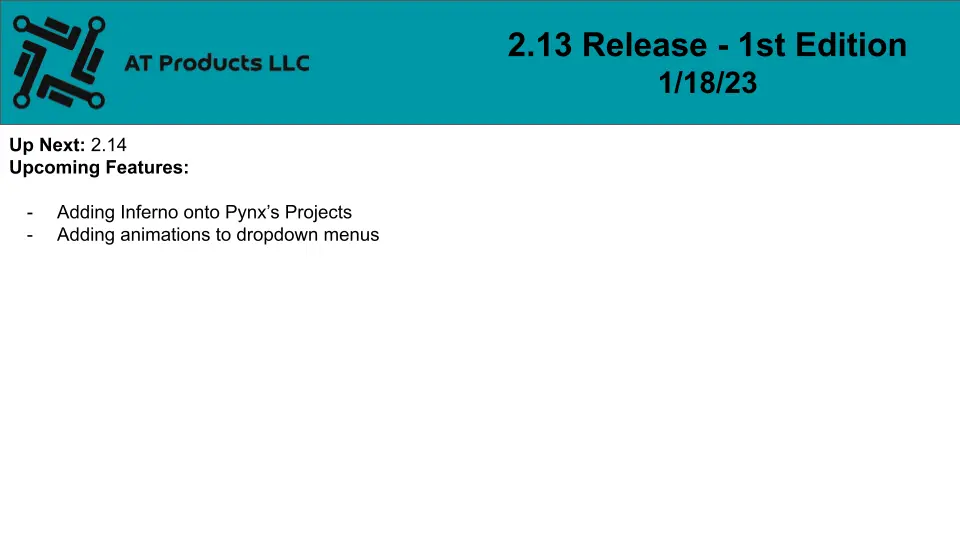 AT Products LLC
2.13 Release - 1st Edition
1/18/23
Up Next: 2.14
Upcoming Features:
- Adding Inferno onto Pynx’s Projects
- Adding animations to dropdown menus